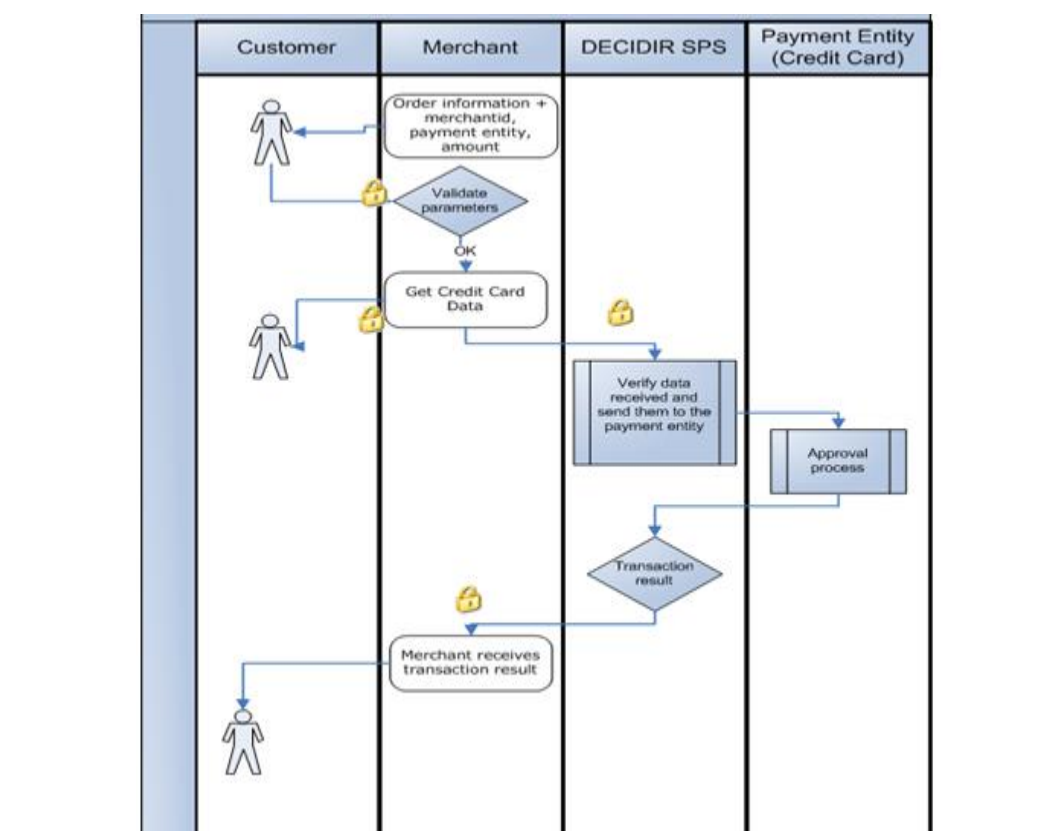 Customer
Merchant
DECIDIR SPS
Payment Entity
(Credit Card)
Order information +
merchantid,
payment entity,
amount
Validate
parameters
OK
Get Credit Card
Data
Verify data
received and
send them to the
payment entity
Approval
process
Transaction
result
Merchant receives
transaction result